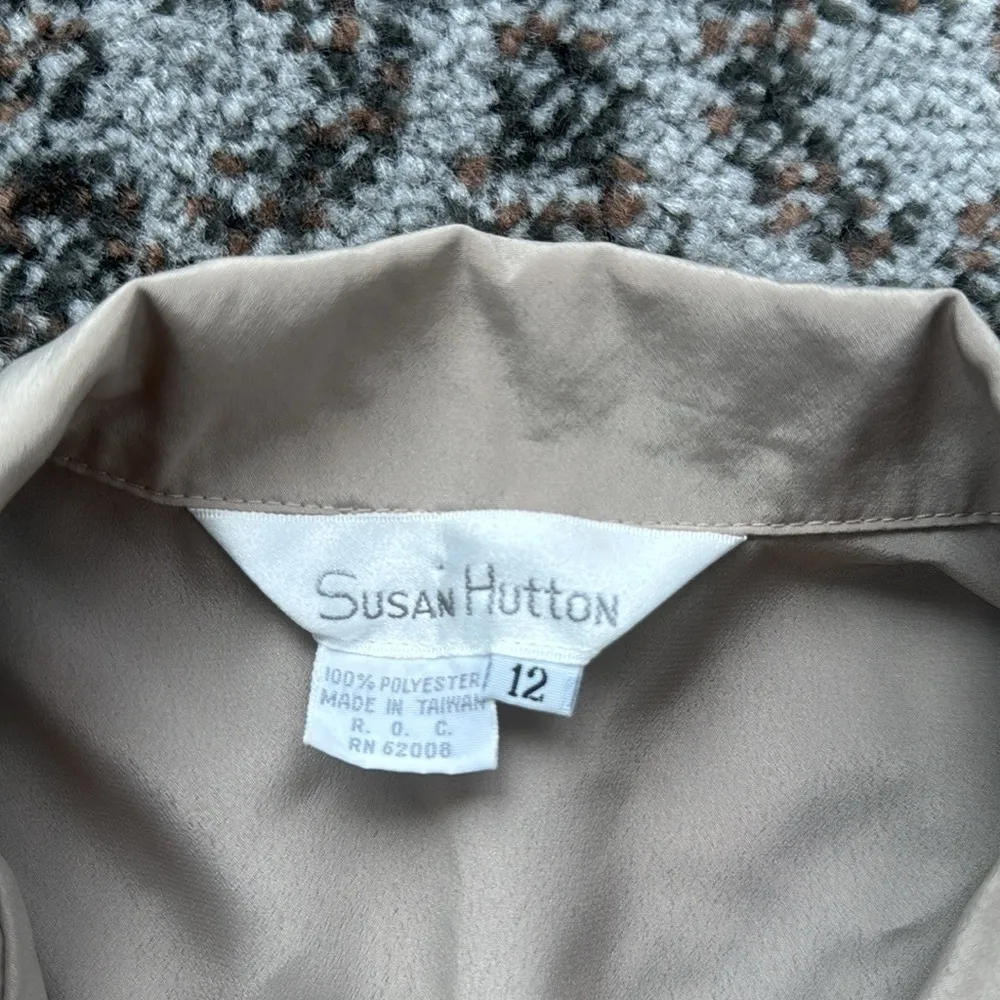 SUSAN HUTTON
100% POLYESTER
MADE IN TAIWAN
R. O. C.
RN 62008
12